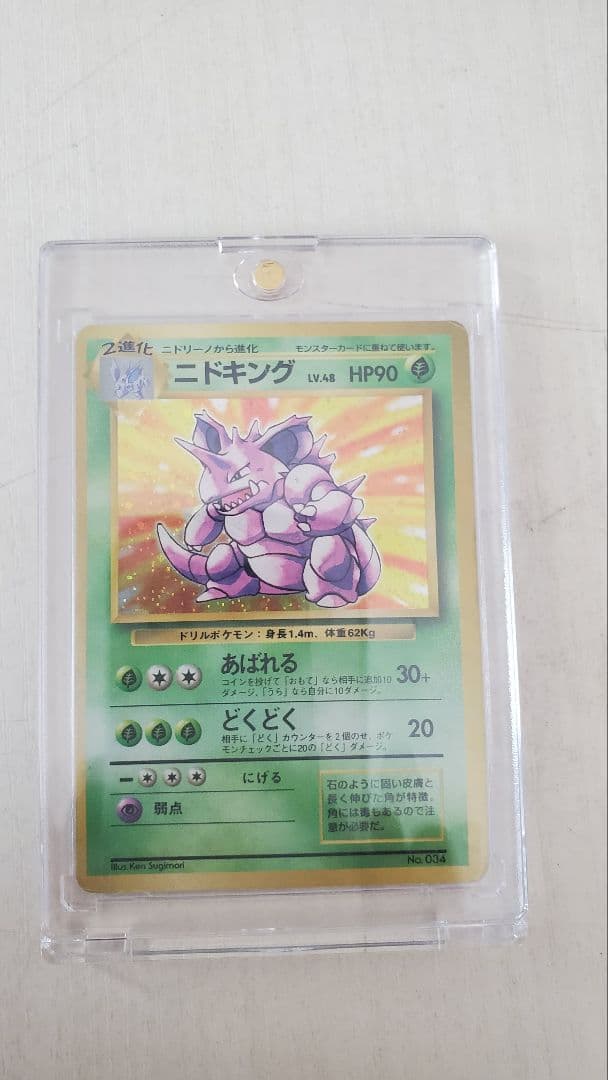 2進化 ニドリーノから進化 モンスターカードに重ねて使います。
ニドキング LV.48 HP90
ドリルポケモン：身長1.4m、体重62Kg
あばれる 30+
コインを投げて「おもて」なら相手に追加10
ダメージ、「うら」なら自分に10ダメージ。
どくどく 20
相手に「どく」カウンターを2個のせ、ポケ
モンチェックごとに20の「どく」ダメージ。
にげる
弱点
石のように固い皮膚と
長く伸びた角が特徴。
角には毒もあるので注
意が必要だ。
Illus. Ken Sugimori No. 034